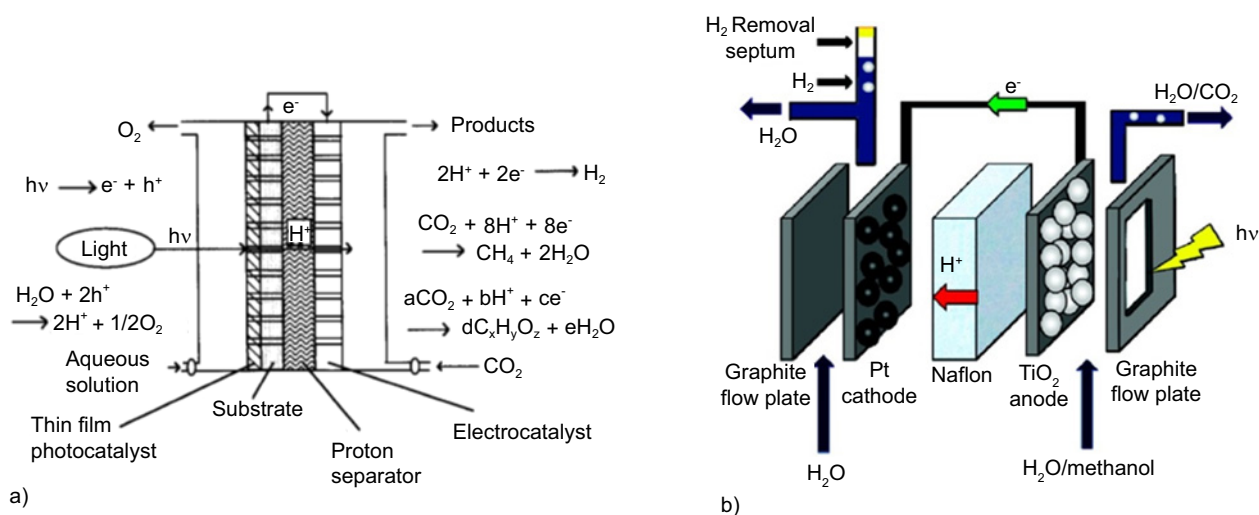 e⁻
O₂
Products
hν ⟶ e⁻ + h⁺
2H⁺ + 2e⁻ ⟶ H₂
Light
hν
H⁺
CO₂ + 8H⁺ + 8e⁻
⟶ CH₄ + 2H₂O
H₂O + 2h⁺
⟶ 2H⁺ + 1/2O₂
aCO₂ + bH⁺ + ce⁻
⟶ dCₓHᵧO_z + eH₂O
Aqueous
solution
CO₂
Thin film
photocatalyst
Substrate
Proton
separator
Electrocatalyst
a)
H₂ Removal
septum
H₂
H₂O
e⁻
H₂O/CO₂
hν
H⁺
Graphite
flow plate
Pt
cathode
Naflon
TiO₂
anode
Graphite
flow plate
H₂O
H₂O/methanol
b)